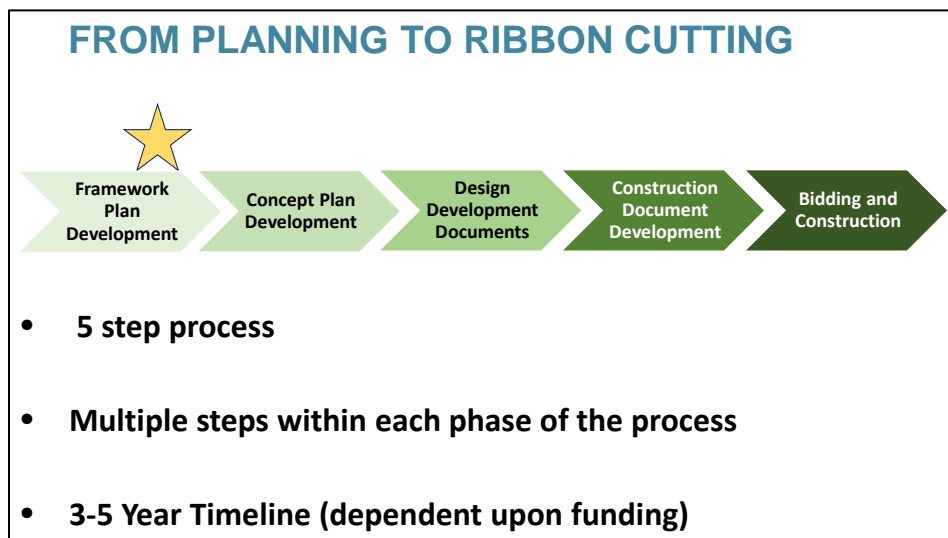 FROM PLANNING TO RIBBON CUTTING
Framework
Plan
Development
Concept Plan
Development
Design
Development
Documents
Construction
Document
Development
Bidding and
Construction
• 5 step process
• Multiple steps within each phase of the process
• 3-5 Year Timeline (dependent upon funding)